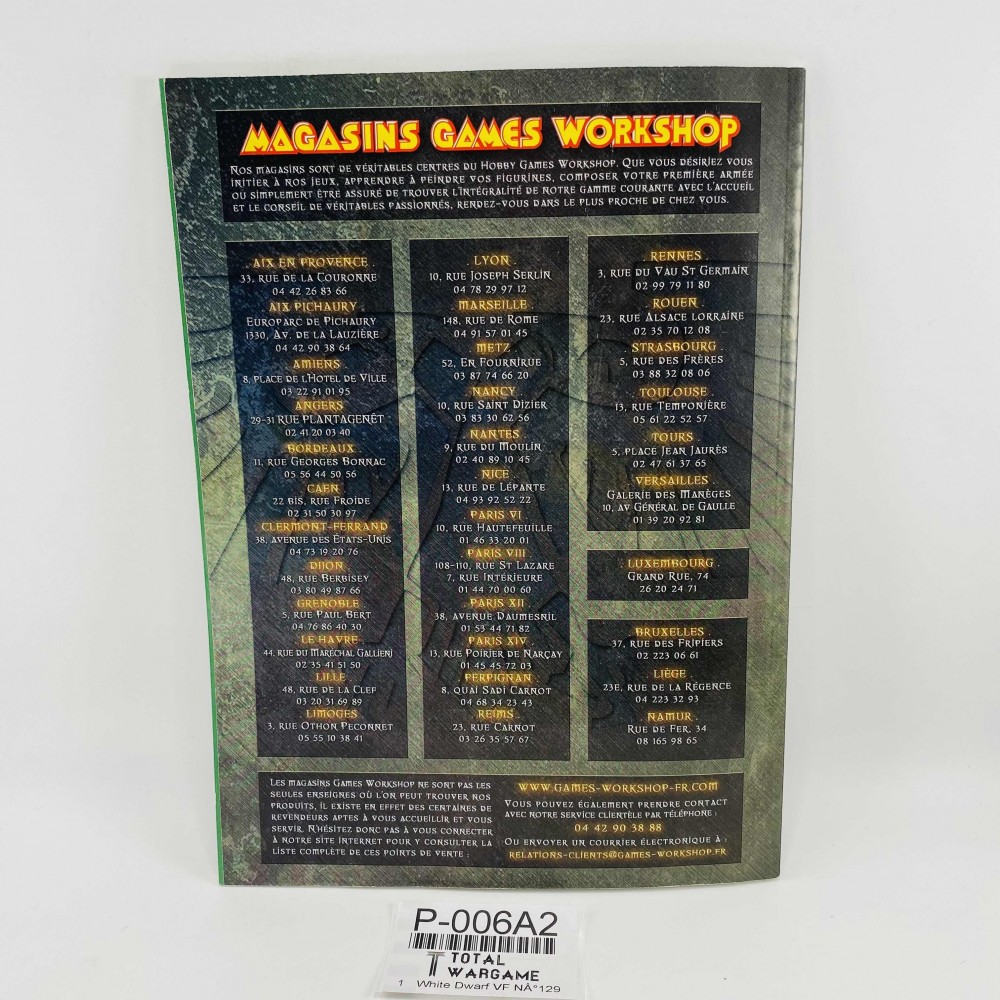 MAGASINS GAMES WORKSHOP
NOS MAGASINS SONT DE VÉRITABLES CENTRES DU HOBBY GAMES WORKSHOP. QUE VOUS DÉSIRIEZ VOUS
INITIER À NOS JEUX, APPRENDRE À PEINDRE VOS FIGURINES, COMPOSER VOTRE PREMIÈRE ARMÉE
OU SIMPLEMENT ÊTRE ASSURÉ DE TROUVER L'INTÉGRALITÉ DE NOTRE GAMME COURANTE AVEC L'ACCUEIL
ET LE CONSEIL DE VÉRITABLES PASSIONNÉS, RENDEZ-VOUS DANS LE PLUS PROCHE DE CHEZ VOUS.
. AIX EN PROVENCE .
33, RUE DE LA COURONNE
04 42 26 83 66
AIX PICHAURY
EUROPARC DE PICHAURY
1330, AV. DE LA LAUZIÈRE
04 42 90 38 64
. AMIENS .
8, PLACE DE L'HOTEL DE VILLE
03 22 91 01 95
. ANGERS .
29-31 RUE PLANTAGENÊT
02 41 20 03 40
. BORDEAUX .
11, RUE GEORGES BONNAC
05 56 44 50 56
. CAEN .
22 BIS, RUE FROIDE
02 31 50 30 97
CLERMONT-FERRAND
38, AVENUE DES ÉTATS-UNIS
04 73 19 20 76
. DIJON .
48, RUE BERBISEY
03 80 49 87 66
. GRENOBLE .
5, RUE PAUL BERT
04 76 86 40 30
. LE HAVRE .
44, RUE DU MARÉCHAL GALLIENI
02 35 41 51 50
. LILLE .
48, RUE DE LA CLEF
03 20 31 69 89
. LIMOGES .
3, RUE OTHON PECONNET
05 55 10 38 41
. LYON .
10, RUE JOSEPH SERLIN
04 78 29 97 12
. MARSEILLE .
148, RUE DE ROME
04 91 57 01 45
. METZ .
52, EN FOURNIRUE
03 87 74 66 20
. NANCY .
10, RUE SAINT DIZIER
03 83 30 62 56
. NANTES .
9, RUE DU MOULIN
02 40 89 10 45
. NICE .
13, RUE DE LÉPANTE
04 93 92 52 22
. PARIS VI .
10, RUE HAUTEFEUILLE
01 46 33 20 01
. PARIS VIII .
108-110, RUE ST LAZARE
7, RUE INTÉRIEURE
01 44 70 00 60
. PARIS XII .
38, AVENUE DAUMESNIL
01 53 44 71 82
. PARIS XIV .
13, RUE POIRIER DE NARÇAY
01 45 45 72 03
. PERPIGNAN .
8, QUAI SADI CARNOT
04 68 34 23 43
. REIMS .
23, RUE CARNOT
03 26 35 57 67
. RENNES .
3, RUE DU VAU ST GERMAIN
02 99 79 11 80
. ROUEN .
23, RUE ALSACE LORRAINE
02 35 70 12 08
. STRASBOURG .
5, RUE DES FRÈRES
03 88 32 08 06
. TOULOUSE .
13, RUE TEMPONIÈRE
05 61 22 52 57
. TOURS .
5, PLACE JEAN JAURÈS
02 47 61 37 65
. VERSAILLES .
GALERIE DES MANÈGES
10, AV GÉNÉRAL DE GAULLE
01 39 20 92 81
. LUXEMBOURG .
GRAND RUE, 74
26 20 24 71
. BRUXELLES .
37, RUE DES FRIPIERS
02 223 06 61
. LIÈGE .
23E, RUE DE LA RÉGENCE
04 223 32 93
. NAMUR .
RUE DE FER, 34
08 165 98 65
LES MAGASINS GAMES WORKSHOP NE SONT PAS LES
SEULES ENSEIGNES OÙ L'ON PEUT TROUVER NOS
PRODUITS, IL EXISTE EN EFFET DES CENTAINES DE
REVENDEURS APTES À VOUS ACCUEILLIR ET VOUS
SERVIR. N'HÉSITEZ DONC PAS À VOUS CONNECTER
À NOTRE SITE INTERNET POUR Y CONSULTER LA
LISTE COMPLÈTE DE CES POINTS DE VENTE :
WWW.GAMES-WORKSHOP-FR.COM
VOUS POUVEZ ÉGALEMENT PRENDRE CONTACT
AVEC NOTRE SERVICE CLIENTÈLE PAR TÉLÉPHONE :
04 42 90 38 88
OU ENVOYER UN COURRIER ÉLECTRONIQUE À :
RELATIONS-CLIENTS@GAMES-WORKSHOP.FR
P-006A2
TOTAL
WARGAME
1 White Dwarf VF NÂ°129